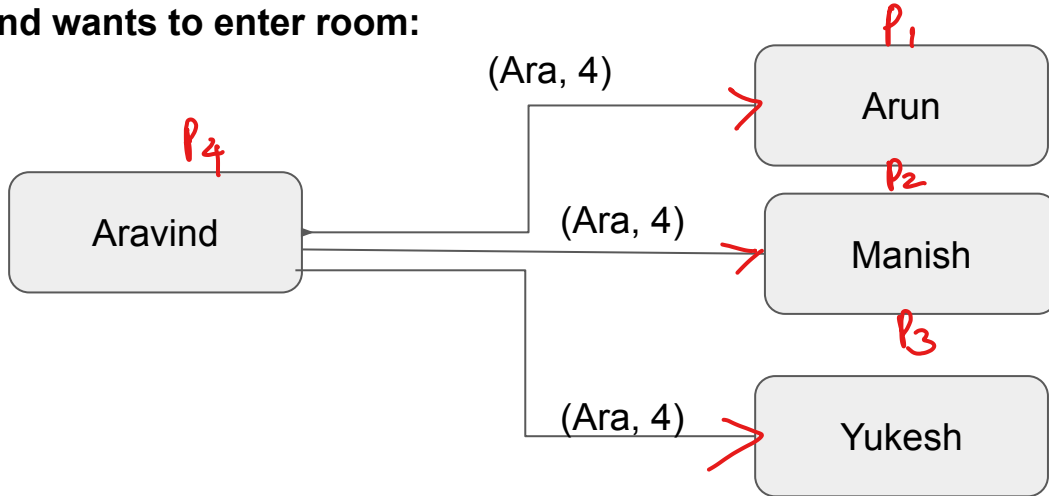 nd wants to enter room:
P1
(Ara, 4)
Arun
P4
P2
Aravind
(Ara, 4)
Manish
P3
(Ara, 4)
Yukesh